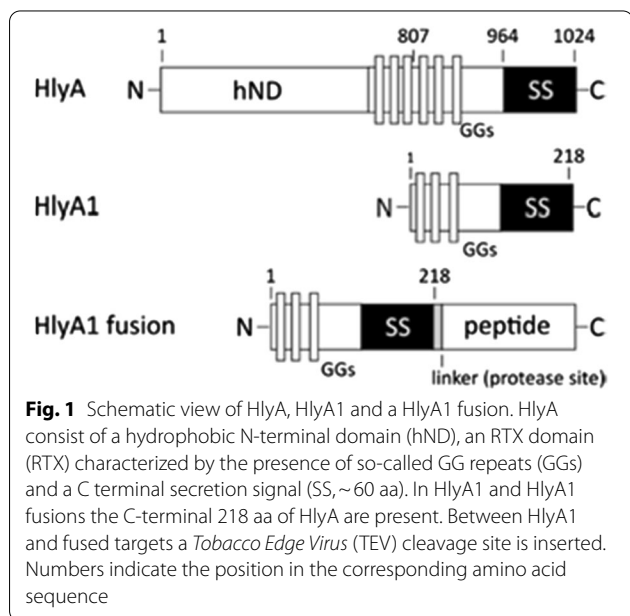 1 807 964 1024
HlyA N hND SS C
GGs
1 218
HlyA1 N SS C
GGs
1 218
HlyA1 fusion N SS peptide C
GGs
linker (protease site)
Fig. 1 Schematic view of HlyA, HlyA1 and a HlyA1 fusion. HlyA
consist of a hydrophobic N-terminal domain (hND), an RTX domain
(RTX) characterized by the presence of so-called GG repeats (GGs)
and a C terminal secretion signal (SS, ~ 60 aa). In HlyA1 and HlyA1
fusions the C-terminal 218 aa of HlyA are present. Between HlyA1
and fused targets a Tobacco Edge Virus (TEV) cleavage site is inserted.
Numbers indicate the position in the corresponding amino acid
sequence